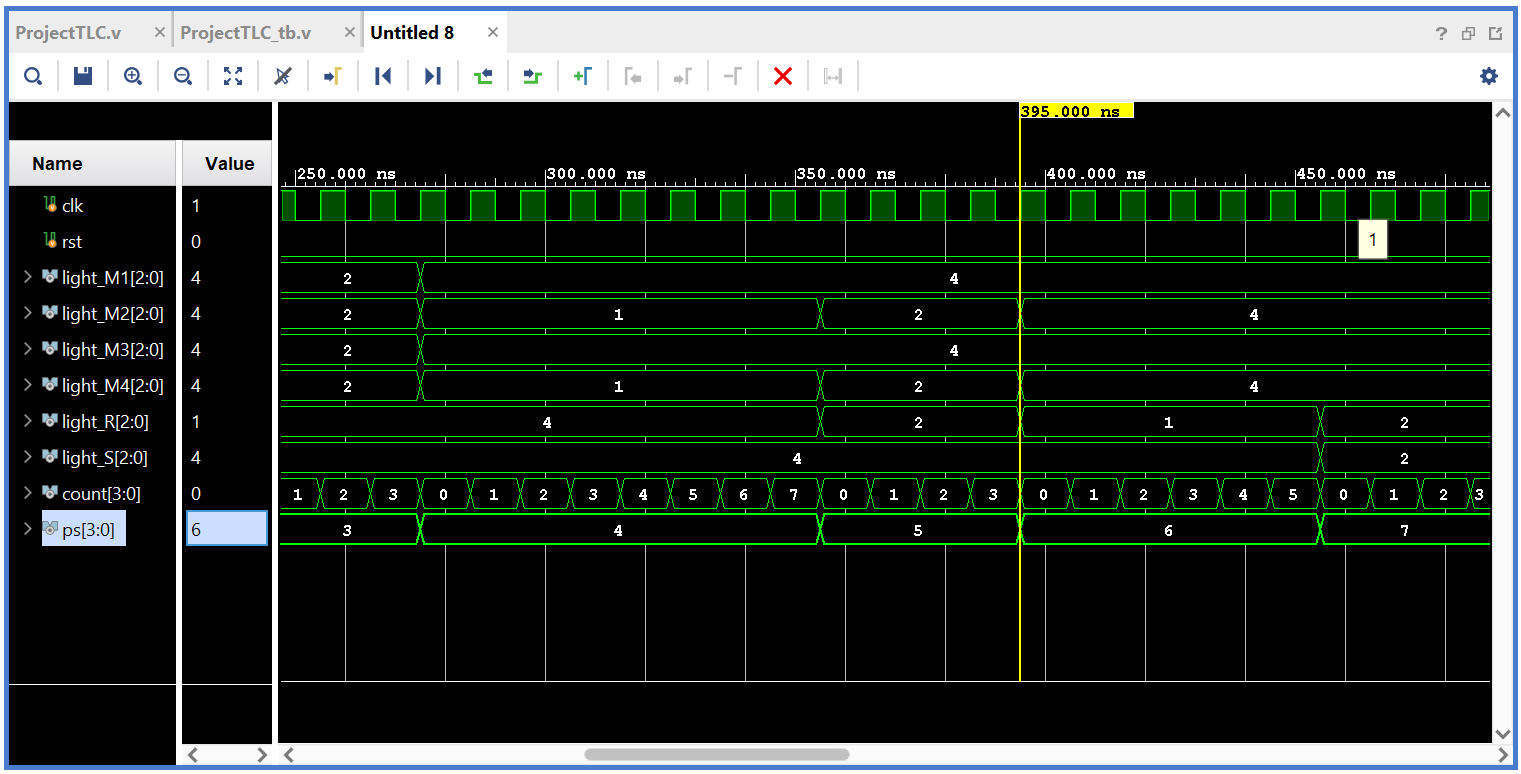 ProjectTLC.v × ProjectTLC_tb.v × Untitled 8 × ?
395.000 ns
Name Value
250.000 ns 300.000 ns 350.000 ns 400.000 ns 450.000 ns
clk 1
rst 0
1
light_M1[2:0] 4 2 4
light_M2[2:0] 4 2 1 2 4
light_M3[2:0] 4 2 4
light_M4[2:0] 4 2 1 2 4
light_R[2:0] 1 4 2 1 2
light_S[2:0] 4 4 2
count[3:0] 0 1 2 3 0 1 2 3 4 5 6 7 0 1 2 3 0 1 2 3 4 5 0 1 2 3
ps[3:0] 6 3 4 5 6 7